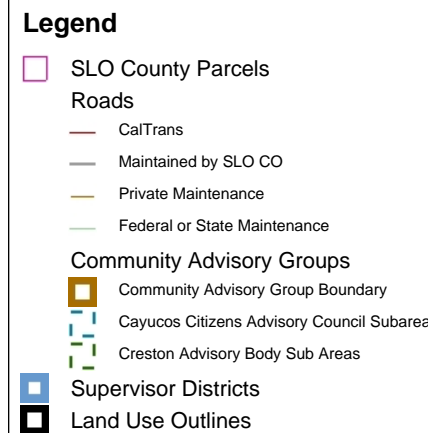 Legend
SLO County Parcels
Roads
CalTrans
Maintained by SLO CO
Private Maintenance
Federal or State Maintenance
Community Advisory Groups
Community Advisory Group Boundary
Cayucos Citizens Advisory Council Subarea
Creston Advisory Body Sub Areas
Supervisor Districts
Land Use Outlines